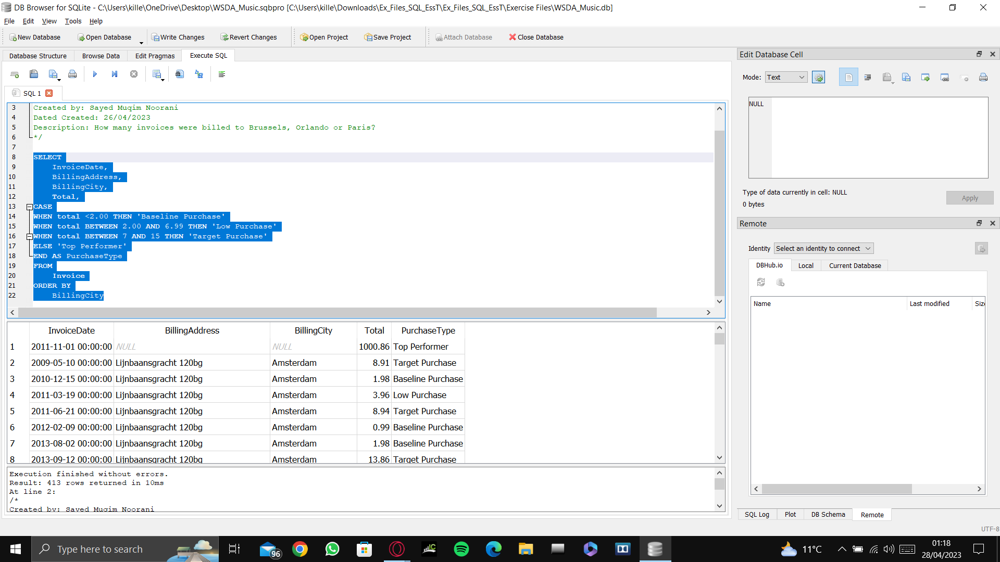 DB Browser for SQLite - C:\Users\kille\OneDrive\Desktop\WSDA_Music.sqbpro [C:\Users\kille\Downloads\Ex_Files_SQL_EssT\Ex_Files_SQL_EssT\Exercise Files\WSDA_Music.db]
File Edit View Tools Help
New Database Open Database Write Changes Revert Changes Open Project Save Project Attach Database Close Database
Database Structure Browse Data Edit Pragmas Execute SQL
SQL 1
3 Created by: Sayed Muqim Noorani
4 Dated Created: 26/04/2023
5 Description: How many invoices were billed to Brussels, Orlando or Paris?
6 */
7
8 SELECT
9 InvoiceDate,
10 BillingAddress,
11 BillingCity,
12 Total,
13 CASE
14 WHEN total <2.00 THEN 'Baseline Purchase'
15 WHEN total BETWEEN 2.00 AND 6.99 THEN 'Low Purchase'
16 WHEN total BETWEEN 7 AND 15 THEN 'Target Purchase'
17 ELSE 'Top Performer'
18 END AS PurchaseType
19 FROM
20 Invoice
21 ORDER BY
22 BillingCity
InvoiceDate BillingAddress BillingCity Total PurchaseType
1 2011-11-01 00:00:00 NULL NULL 1000.86 Top Performer
2 2009-05-10 00:00:00 Lijnbaansgracht 120bg Amsterdam 8.91 Target Purchase
3 2010-12-15 00:00:00 Lijnbaansgracht 120bg Amsterdam 1.98 Baseline Purchase
4 2011-03-19 00:00:00 Lijnbaansgracht 120bg Amsterdam 3.96 Low Purchase
5 2011-06-21 00:00:00 Lijnbaansgracht 120bg Amsterdam 8.94 Target Purchase
6 2012-02-09 00:00:00 Lijnbaansgracht 120bg Amsterdam 0.99 Baseline Purchase
7 2013-08-02 00:00:00 Lijnbaansgracht 120bg Amsterdam 1.98 Baseline Purchase
8 2013-09-12 00:00:00 Lijnbaansgracht 120bg Amsterdam 13.86 Target Purchase
Execution finished without errors.
Result: 413 rows returned in 10ms
At line 2:
/*
Created by: Sayed Muqim Noorani
Edit Database Cell
Mode: Text
NULL
Type of data currently in cell: NULL
0 bytes
Apply
Remote
Identity Select an identity to connect
DBHub.io Local Current Database
Name Last modified Size
SQL Log Plot DB Schema Remote
UTF-8
Type here to search
96
11°C
01:18
28/04/2023